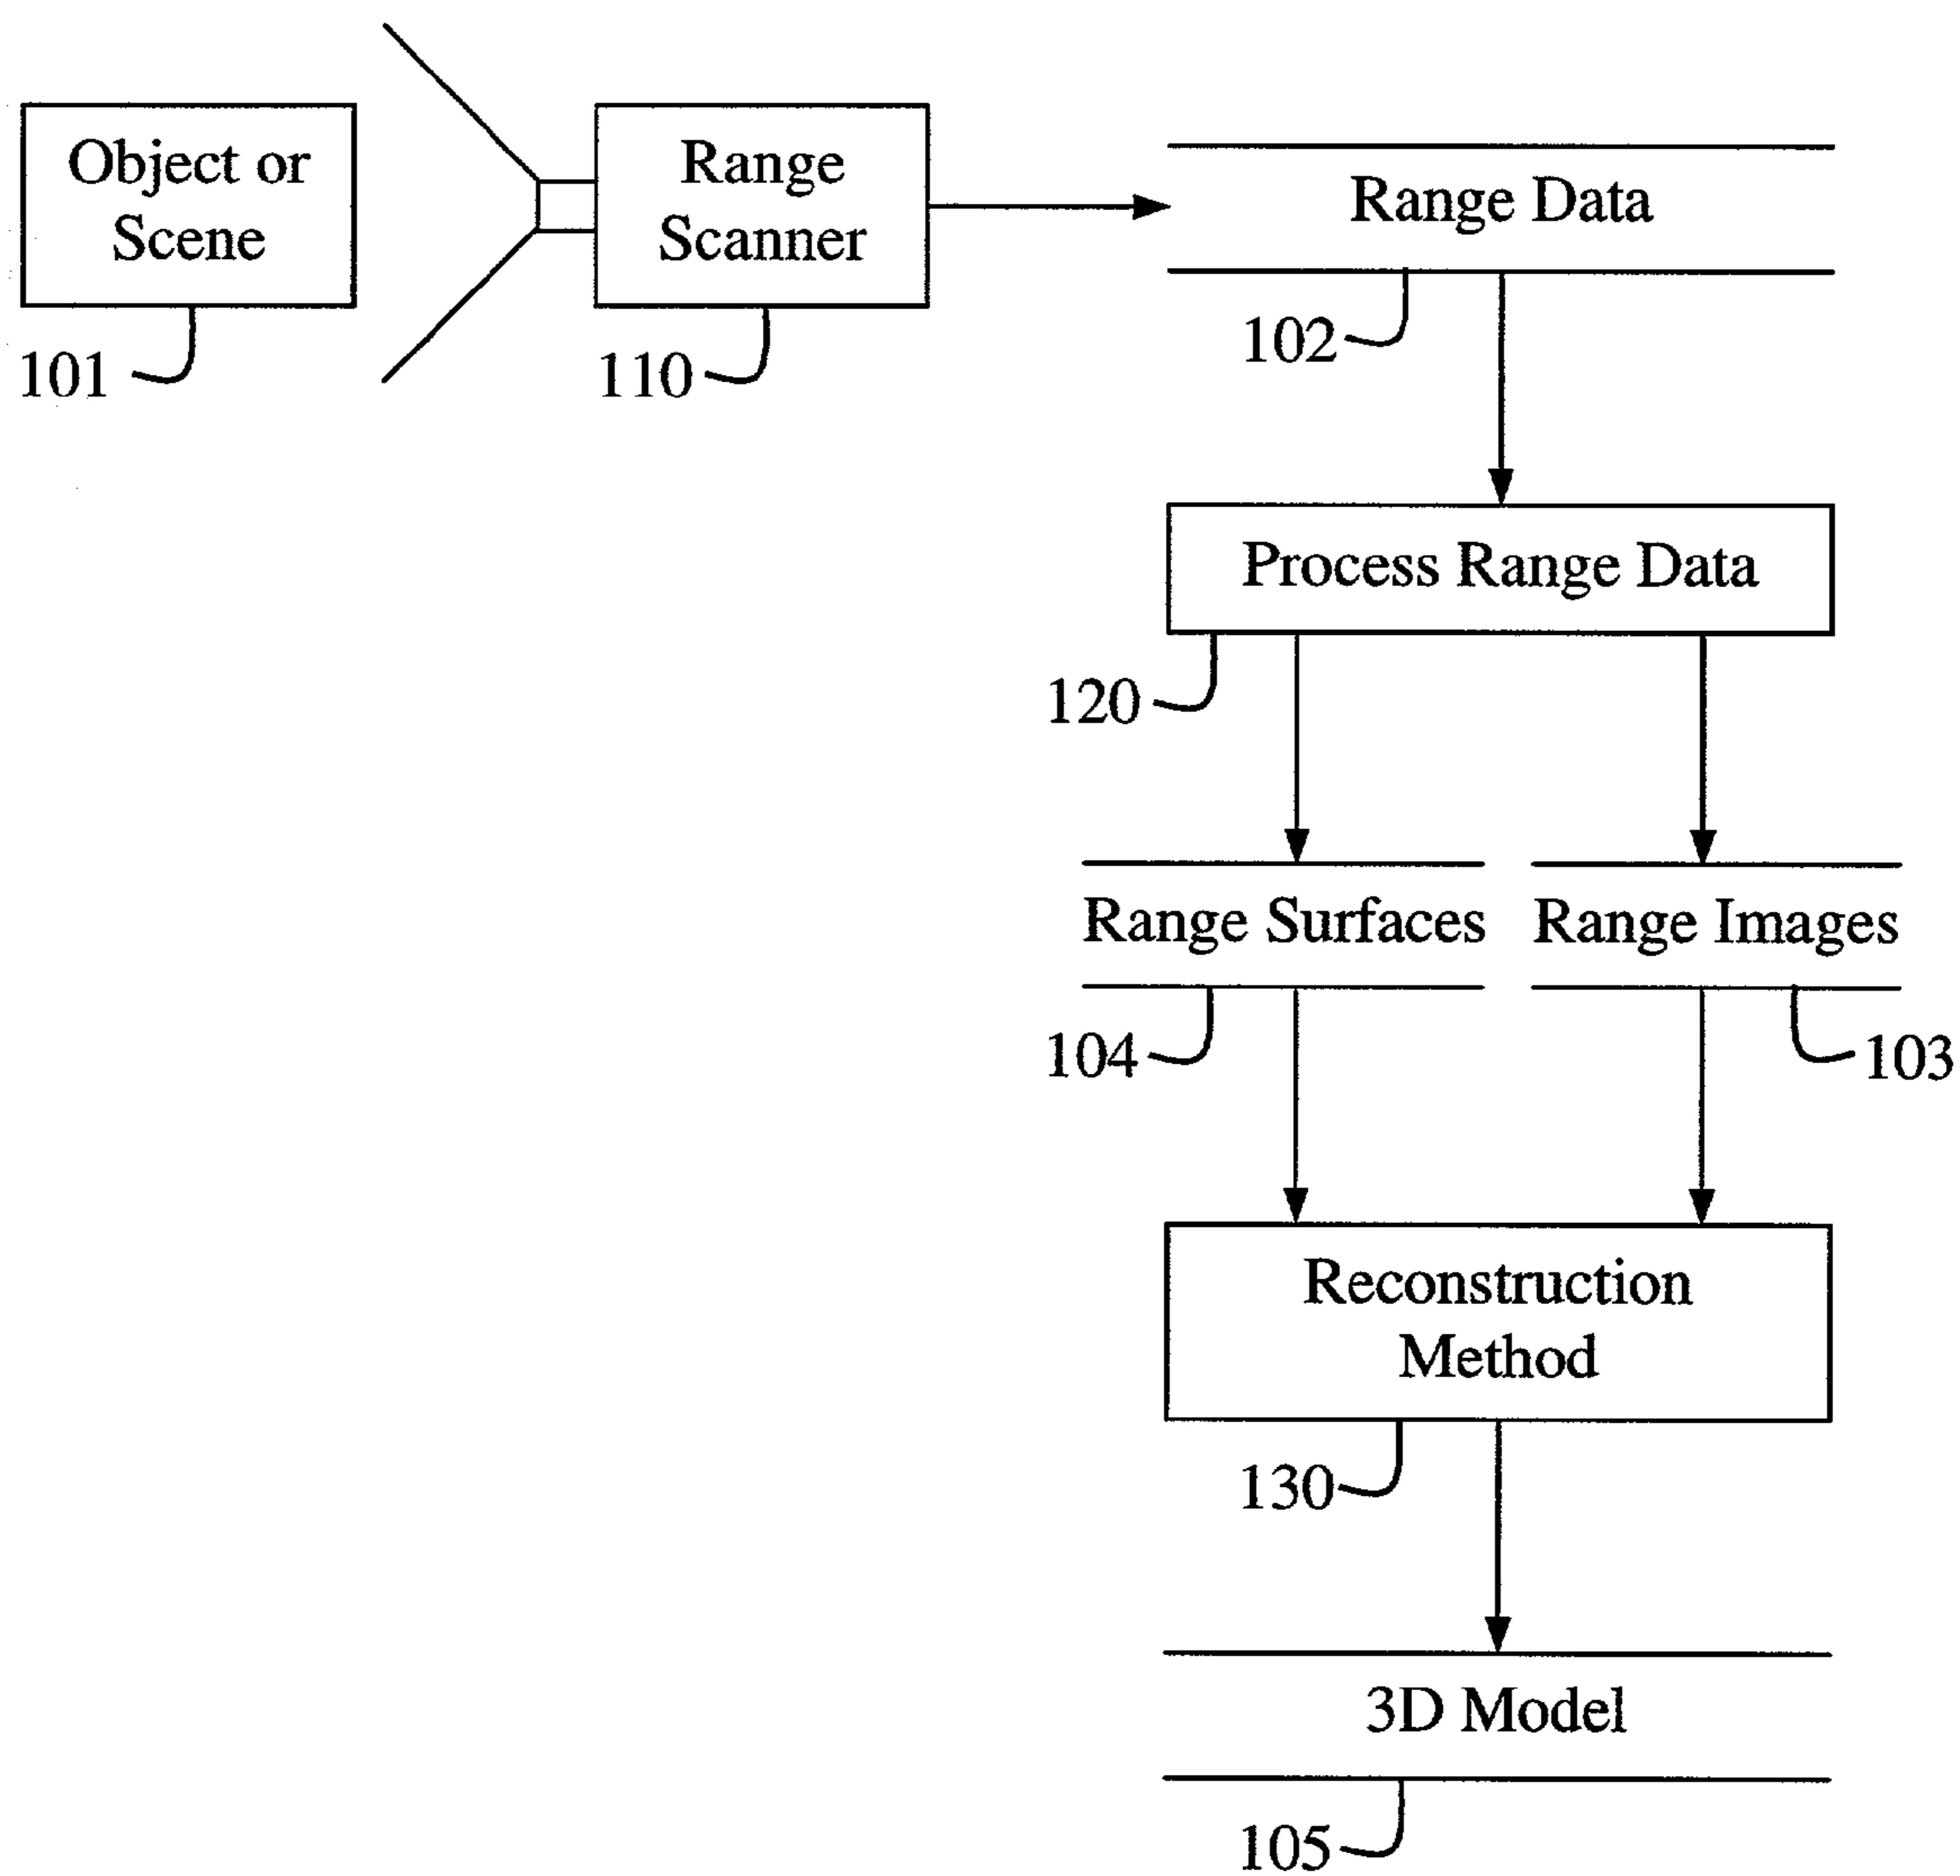 Object or
Scene
101
Range
Scanner
110
Range Data
102
Process Range Data
120
Range Surfaces
Range Images
104
103
Reconstruction
Method
130
3D Model
105